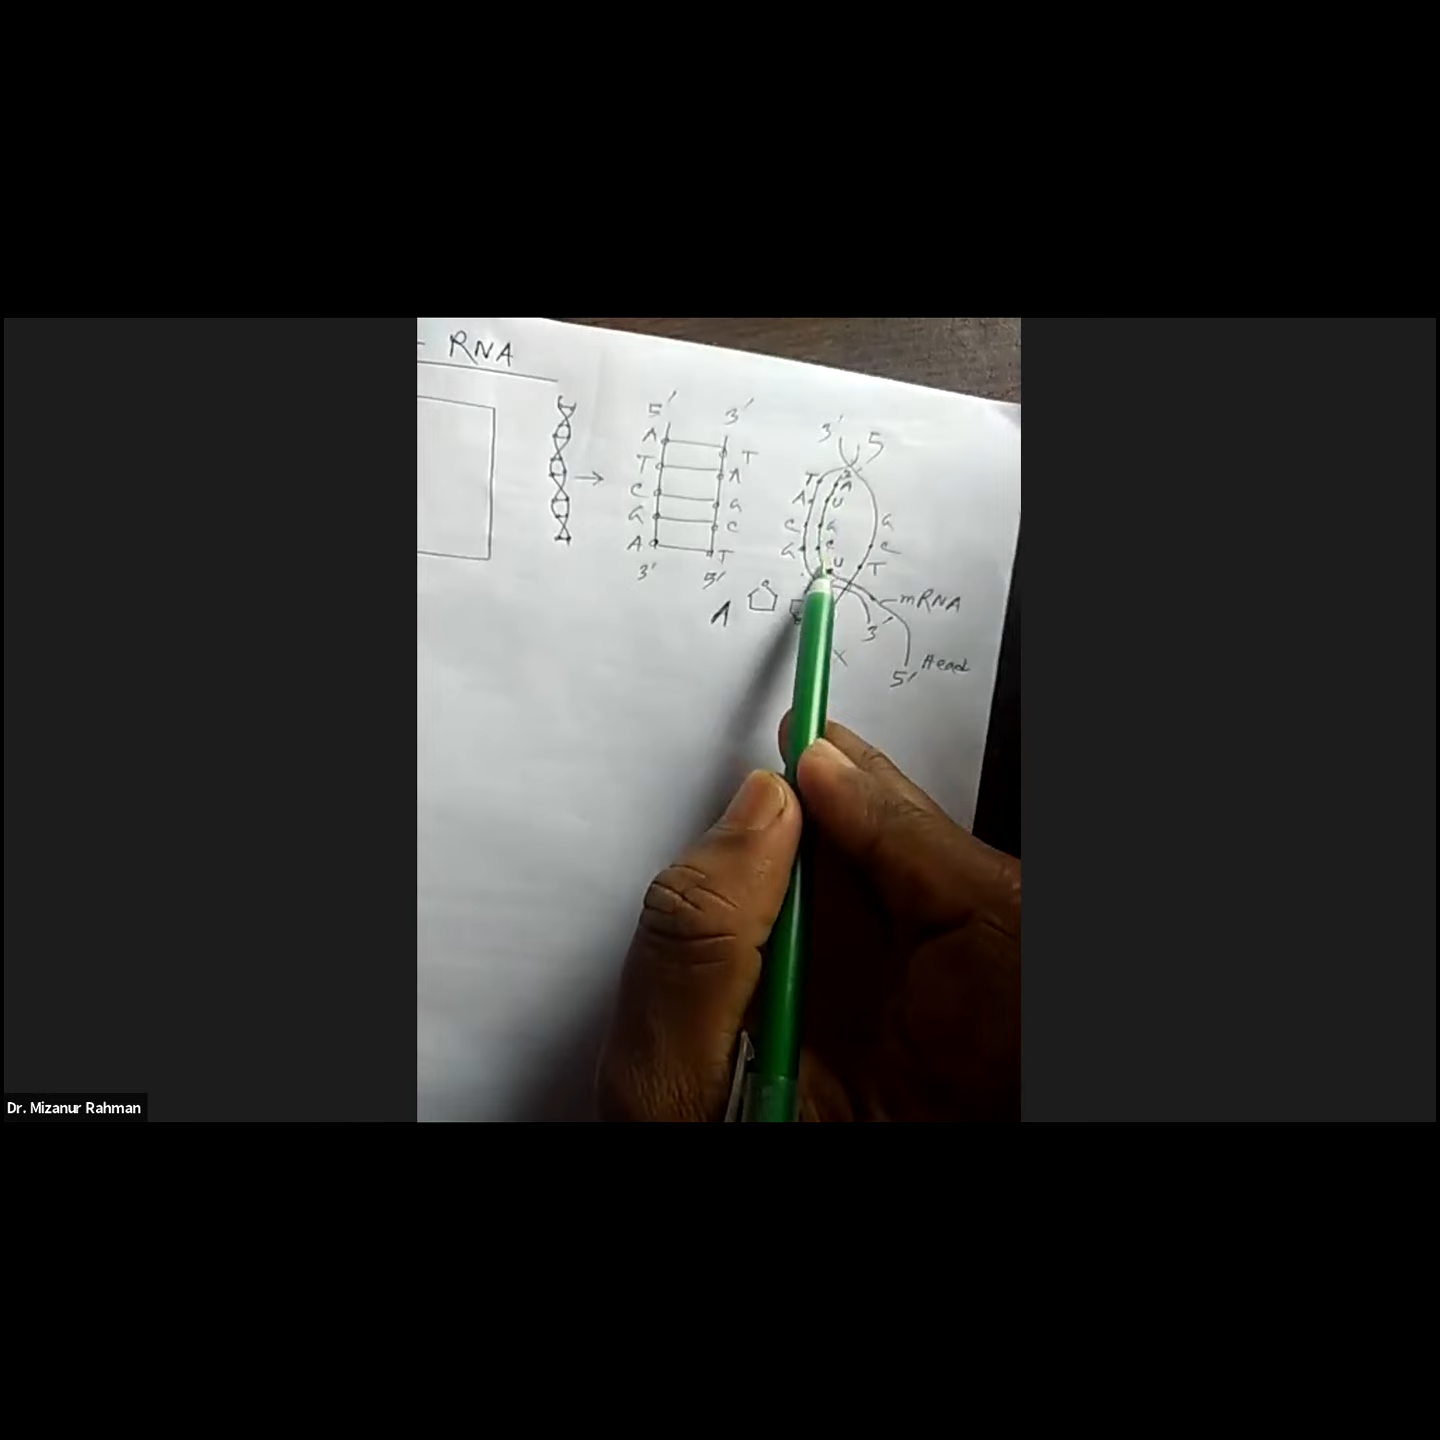 - RNA
5' 3'
A T
T A
C G
G C
A T
3' 5'
A
3' 5
T A
A U
C G G
G C C
U T
mRNA
3'
Head
5'
X
Dr. Mizanur Rahman